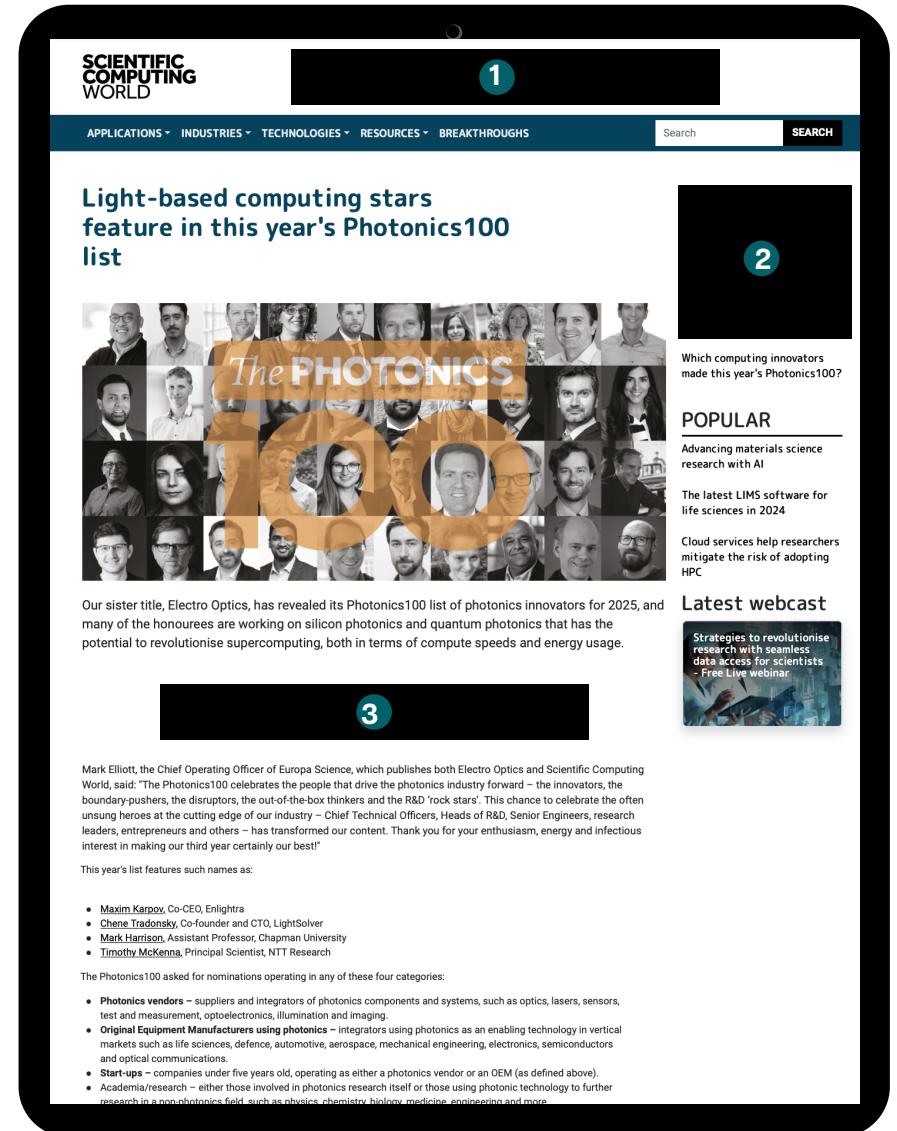 SCIENTIFIC
COMPUTING
WORLD
1
APPLICATIONS INDUSTRIES TECHNOLOGIES RESOURCES BREAKTHROUGHS
Search
SEARCH
Light-based computing stars
feature in this year's Photonics100
list
The PHOTONICS
100
Our sister title, Electro Optics, has revealed its Photonics100 list of photonics innovators for 2025, and
many of the honourees are working on silicon photonics and quantum photonics that has the
potential to revolutionise supercomputing, both in terms of compute speeds and energy usage.
3
Mark Elliott, the Chief Operating Officer of Europa Science, which publishes both Electro Optics and Scientific Computing
World, said: "The Photonics100 celebrates the people that drive the photonics industry forward – the innovators, the
boundary-pushers, the disruptors, the out-of-the-box thinkers and the R&D ‘rock stars’. This chance to celebrate the often
unsung heroes at the cutting edge of our industry – Chief Technical Officers, Heads of R&D, Senior Engineers, research
leaders, entrepreneurs and others – has transformed our content. Thank you for your enthusiasm, energy and infectious
interest in making our third year certainly our best!"
This year's list features such names as:
• Maxim Karpov, Co-CEO, Enlightra
• Chene Tradonsky, Co-founder and CTO, LightSolver
• Mark Harrison, Assistant Professor, Chapman University
• Timothy McKenna, Principal Scientist, NTT Research
The Photonics100 asked for nominations operating in any of these four categories:
• Photonics vendors – suppliers and integrators of photonics components and systems, such as optics, lasers, sensors,
test and measurement, optoelectronics, illumination and imaging.
• Original Equipment Manufacturers using photonics – integrators using photonics as an enabling technology in vertical
markets such as life sciences, defence, automotive, aerospace, mechanical engineering, electronics, semiconductors
and optical communications.
• Start-ups – companies under five years old, operating as either a photonics vendor or an OEM (as defined above).
• Academia/research – either those involved in photonics research itself or those using photonic technology to further
research in a non-photonics field, such as physics, chemistry, biology, medicine, engineering and more
2
Which computing innovators
made this year's Photonics100?
POPULAR
Advancing materials science
research with AI
The latest LIMS software for
life sciences in 2024
Cloud services help researchers
mitigate the risk of adopting
HPC
Latest webcast
Strategies to revolutionise
research with seamless
data access for scientists
- Free Live webinar